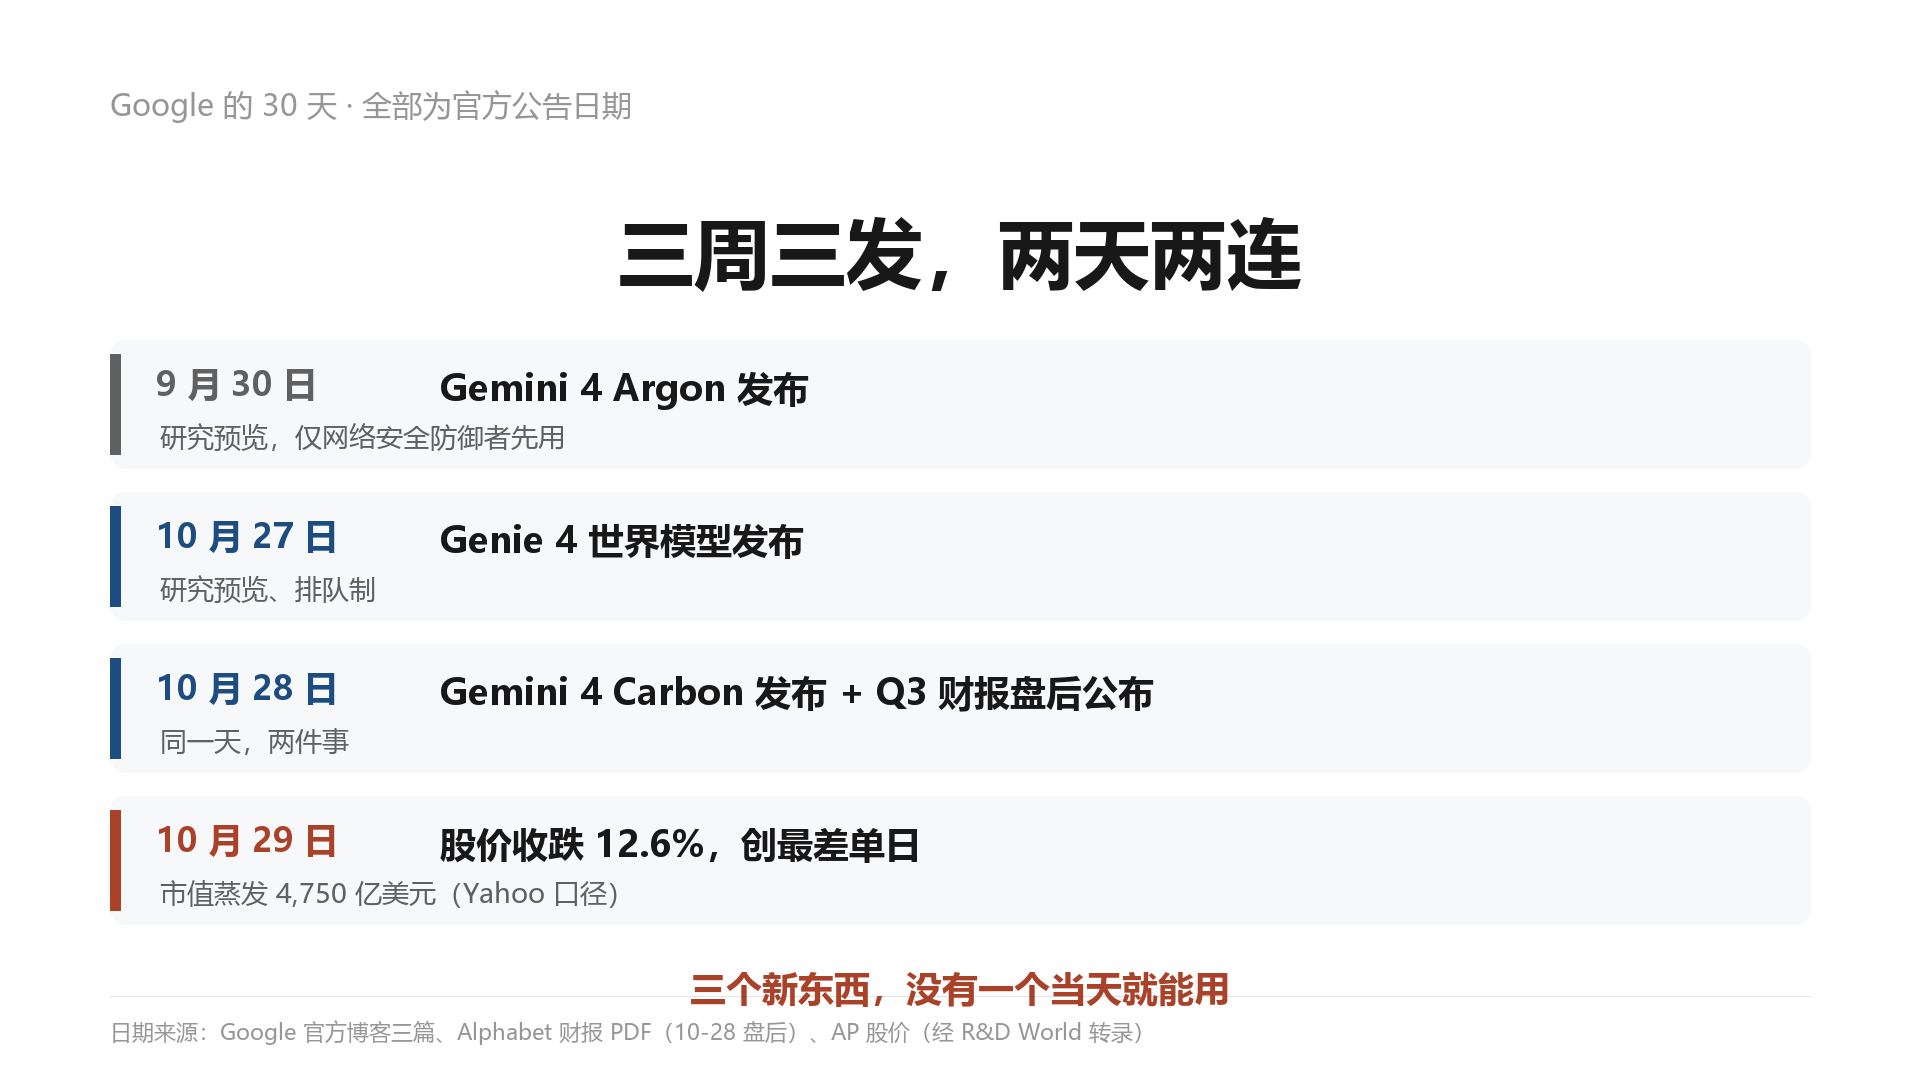 Google 的 30 天 · 全部为官方公告日期
三周三发，两天两连
9 月 30 日 Gemini 4 Argon 发布
研究预览，仅网络安全防御者先用
10 月 27 日 Genie 4 世界模型发布
研究预览、排队制
10 月 28 日 Gemini 4 Carbon 发布 + Q3 财报盘后公布
同一天，两件事
10 月 29 日 股价收跌 12.6%，创最差单日
市值蒸发 4,750 亿美元（Yahoo 口径）
三个新东西，没有一个当天就能用
日期来源：Google 官方博客三篇、Alphabet 财报 PDF（10-28 盘后）、AP 股价（经 R&D World 转录）